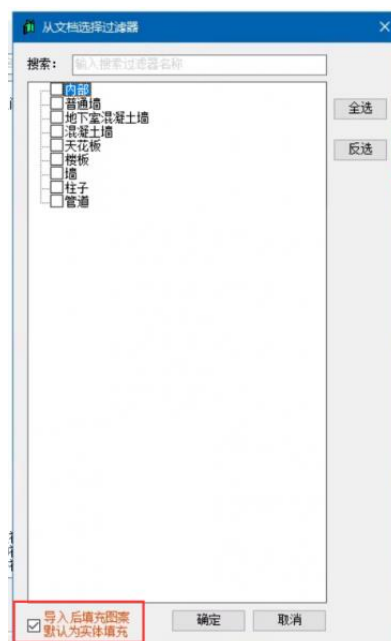 从文档选择过滤器
搜索：
输入搜索过滤器名称
内部
普通墙
地下室混凝土墙
混凝土墙
天花板
楼板
墙
柱子
管道
全选
反选
导入后填充图案
默认为实体填充
确定
取消